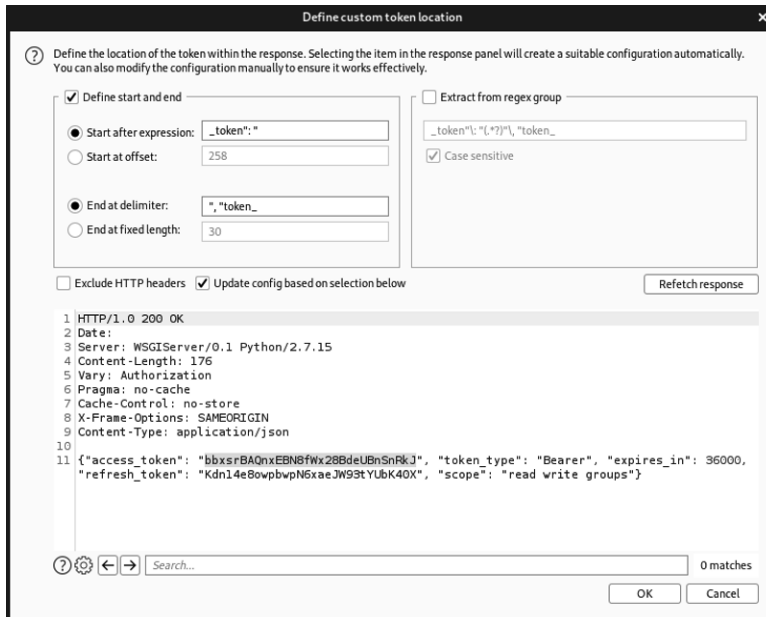 Define custom token location
Define the location of the token within the response. Selecting the item in the response panel will create a suitable configuration automatically.
You can also modify the configuration manually to ensure it works effectively.
Define start and end
Start after expression: _token": "
Start at offset: 258
End at delimiter: ", "token_
End at fixed length: 30
Extract from regex group
_token"\: "(.*?)"\, "token_
Case sensitive
Exclude HTTP headers Update config based on selection below Refetch response
1 HTTP/1.0 200 OK
2 Date:
3 Server: WSGIServer/0.1 Python/2.7.15
4 Content-Length: 176
5 Vary: Authorization
6 Pragma: no-cache
7 Cache-Control: no-store
8 X-Frame-Options: SAMEORIGIN
9 Content-Type: application/json
10
11 {"access_token": "bbxsrBAQnxEBN8fWx28BdeUBnSnRkJ", "token_type": "Bearer", "expires_in": 36000,
"refresh_token": "Kdnl4e8owpbwpN6xaeJW93tYUbK40X", "scope": "read write groups"}
Search... 0 matches
OK Cancel